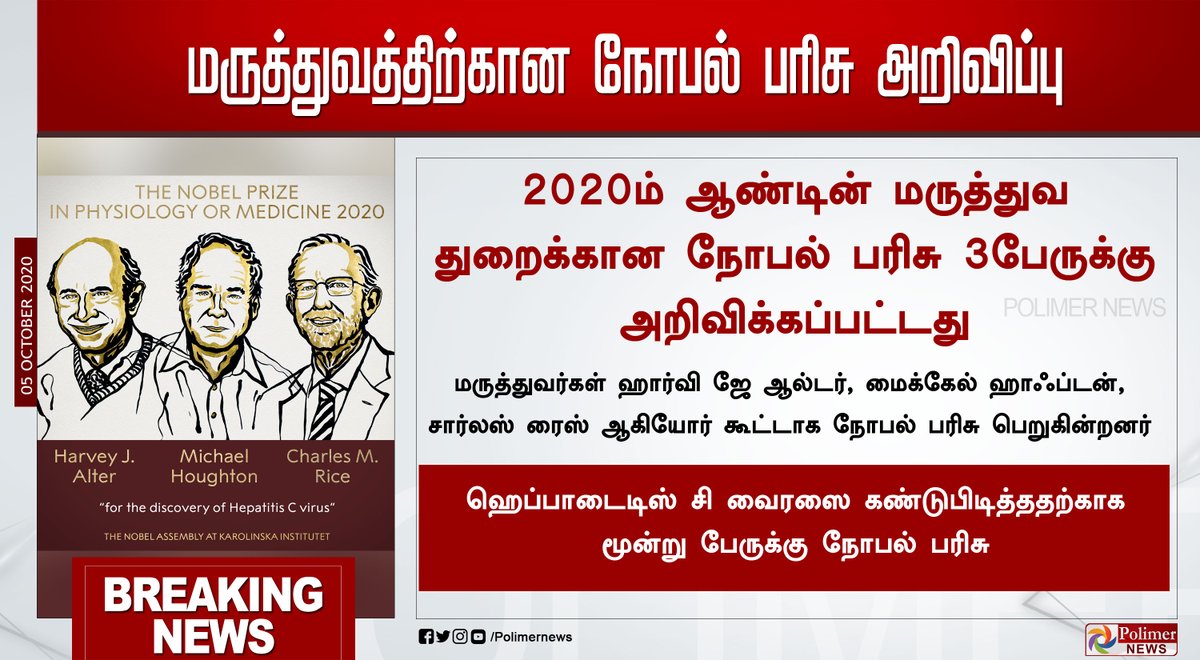 மருத்துவத்திற்கான நோபல் பரிசு அறிவிப்பு
05 OCTOBER 2020
THE NOBEL PRIZE
IN PHYSIOLOGY OR MEDICINE 2020
Harvey J.
Alter
Michael
Houghton
Charles M.
Rice
“for the discovery of Hepatitis C virus”
THE NOBEL ASSEMBLY AT KAROLINSKA INSTITUTET
BREAKING
NEWS
2020ம் ஆண்டின் மருத்துவ
துறைக்கான நோபல் பரிசு 3பேருக்கு
அறிவிக்கப்பட்டது
POLIMER NEWS
மருத்துவர்கள் ஹார்வி ஜே ஆல்டர், மைக்கேல் ஹாஃப்டன்,
சார்லஸ் ரைஸ் ஆகியோர் கூட்டாக நோபல் பரிசு பெறுகின்றனர்
ஹெப்பாடைடிஸ் சி வைரஸை கண்டுபிடித்ததற்காக
மூன்று பேருக்கு நோபல் பரிசு
/Polimernews
Polimer
NEWS